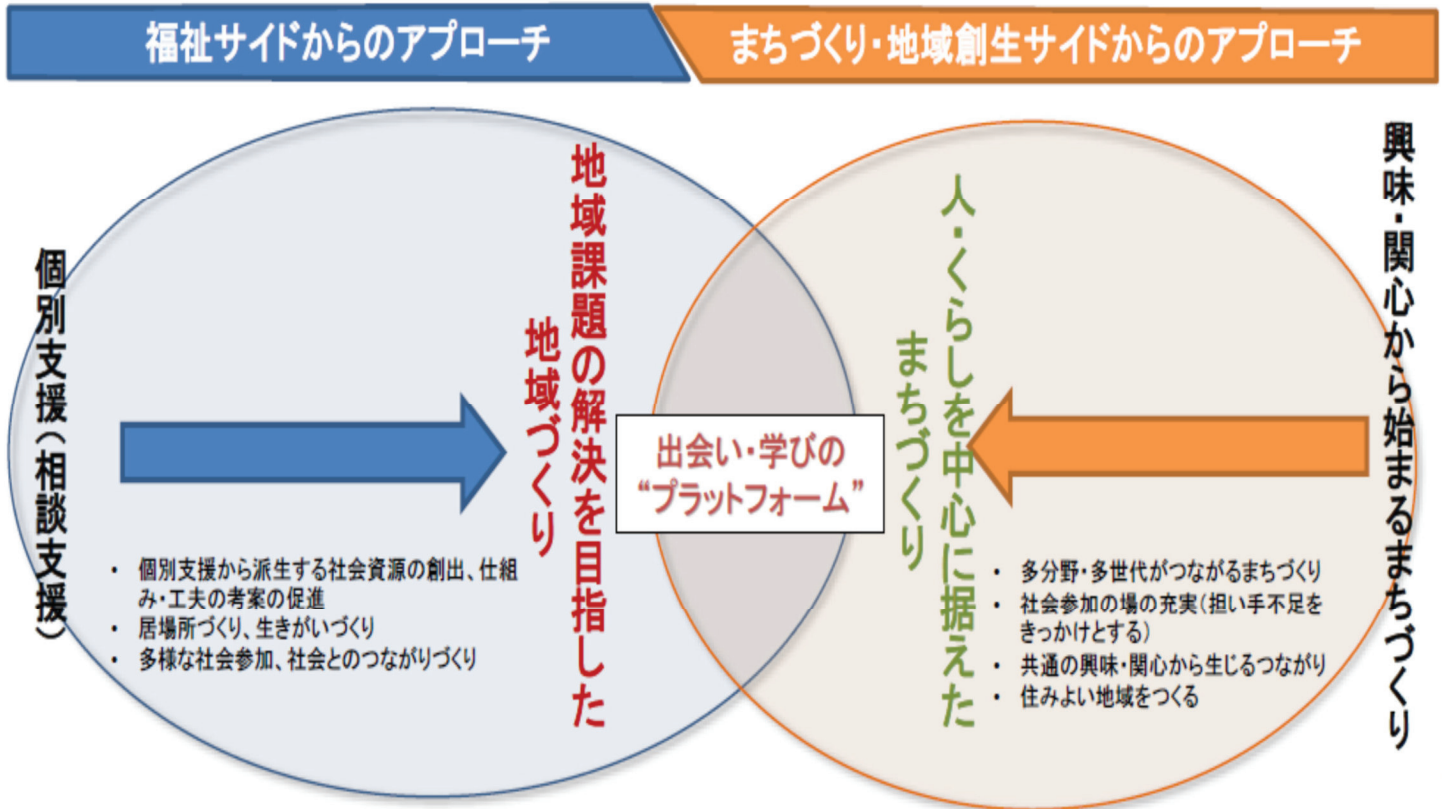 福祉サイドからのアプローチ
まちづくり・地域創生サイドからのアプローチ
個別支援（相談支援）
地域課題の解決を目指した
地域づくり
・ 個別支援から派生する社会資源の創出、仕組
み・工夫の考案の促進
・ 居場所づくり、生きがいづくり
・ 多様な社会参加、社会とのつながりづくり
出会い・学びの
“プラットフォーム”
人・くらしを中心に据えた
まちづくり
・ 多分野・多世代がつながるまちづくり
・ 社会参加の場の充実（担い手不足を
きっかけとする）
・ 共通の興味・関心から生じるつながり
・ 住みよい地域をつくる
興味・関心から始まるまちづくり